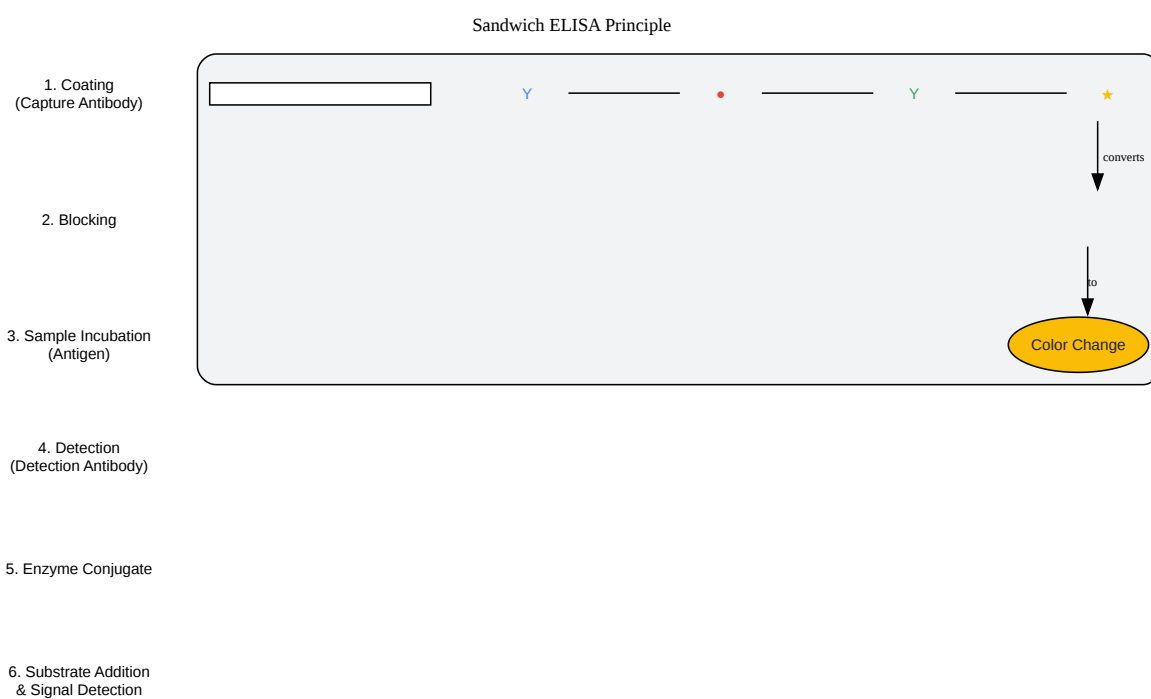 Sandwich ELISA Principle
1. Coating
(Capture Antibody)
Y
Y
converts
2. Blocking
to
3. Sample Incubation
(Antigen)
Color Change
4. Detection
(Detection Antibody)
5. Enzyme Conjugate
6. Substrate Addition
& Signal Detection